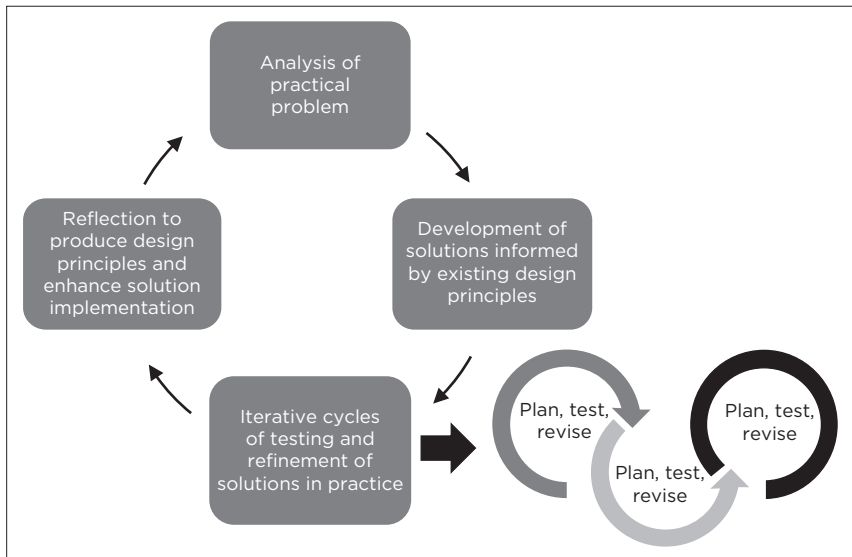 Analysis of
practical
problem
Development of
solutions informed
by existing design
principles
Iterative cycles
of testing and
refinement of
solutions in practice
Reflection to
produce design
principles and
enhance solution
implementation
Plan, test,
revise
Plan, test,
revise
Plan, test,
revise